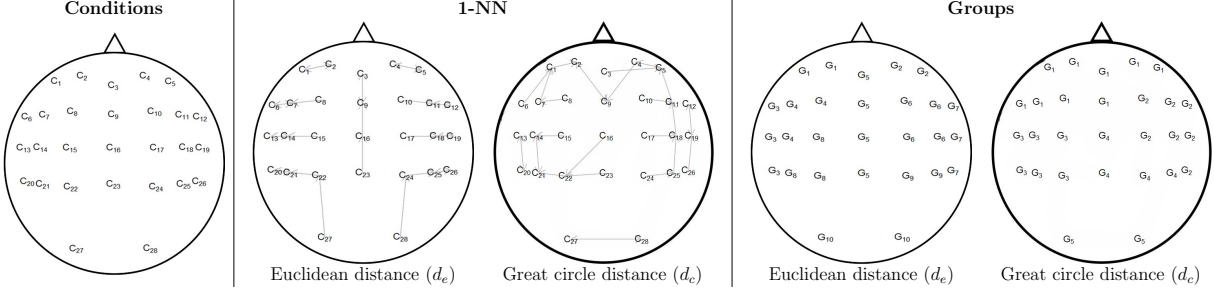 Conditions
1-NN
Groups
C1 C2 C3 C4 C5
C6 C7 C8 C9 C10 C11 C12
C13 C14 C15 C16 C17 C18 C19
C20 C21 C22 C23 C24 C25 C26
C27 C28
C1 C2 C3 C4 C5
C6 C7 C8 C9 C10 C11 C12
C13 C14 C15 C16 C17 C18 C19
C20 C21 C22 C23 C24 C25 C26
C27 C28
Euclidean distance (de)
C1 C2 C3 C4 C5
C6 C7 C8 C9 C10 C11 C12
C13 C14 C15 C16 C17 C18 C19
C20 C21 C22 C23 C24 C25 C26
C27 C28
Great circle distance (dc)
G1 G1 G5 G2 G2
G3 G4 G4 G5 G6 G6 G7
G3 G4 G8 G5 G6 G6 G7
G3 G8 G8 G5 G9 G9 G7
G10 G10
Euclidean distance (de)
G1 G1 G1 G1 G1
G1 G1 G1 G1 G2 G2 G2
G3 G3 G3 G4 G2 G2 G2
G3 G3 G3 G4 G4 G4 G2
G5 G5
Great circle distance (dc)